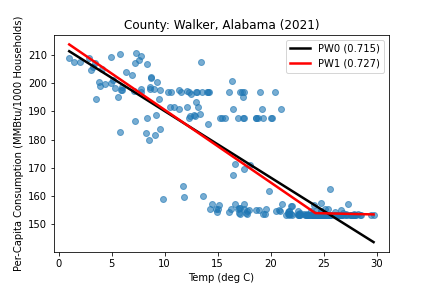 County: Walker, Alabama (2021)
Per-Capita Consumption (MMBtu/1000 Households)
210
200
190
180
170
160
150
PW0 (0.715)
PW1 (0.727)
0 5 10 15 20 25 30
Temp (deg C)